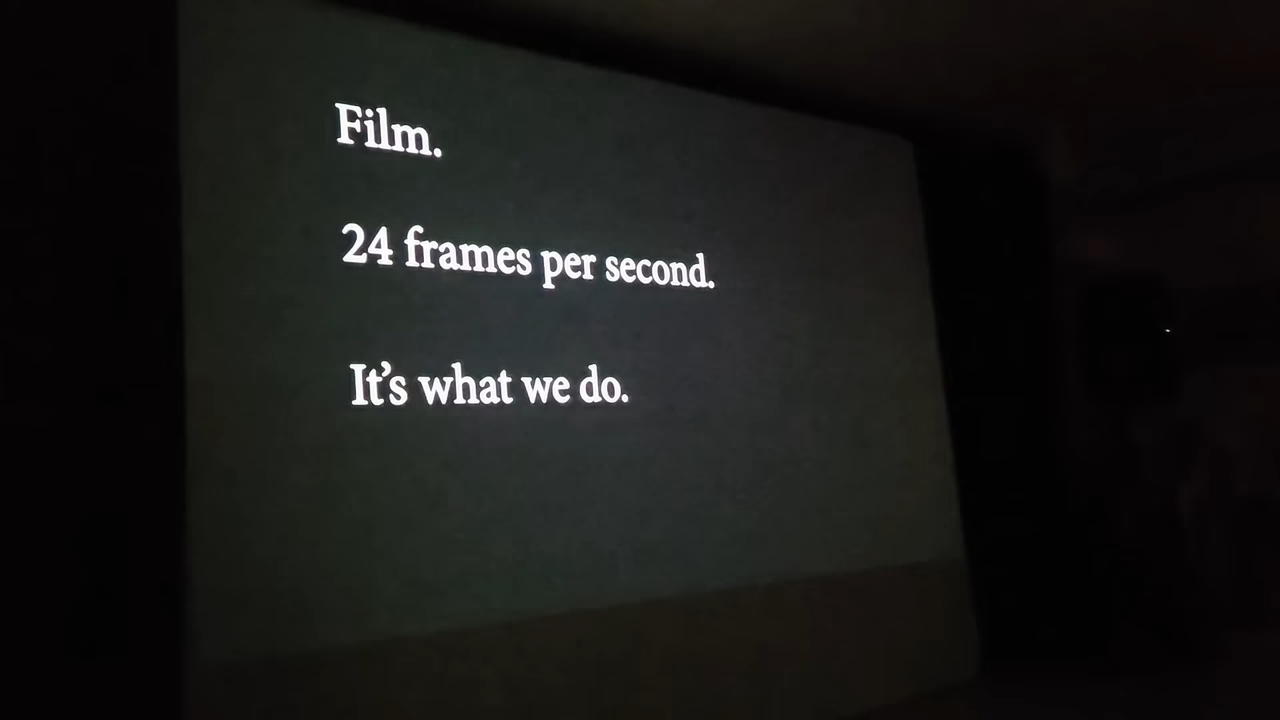 Film.
24 frames per second.
It’s what we do.